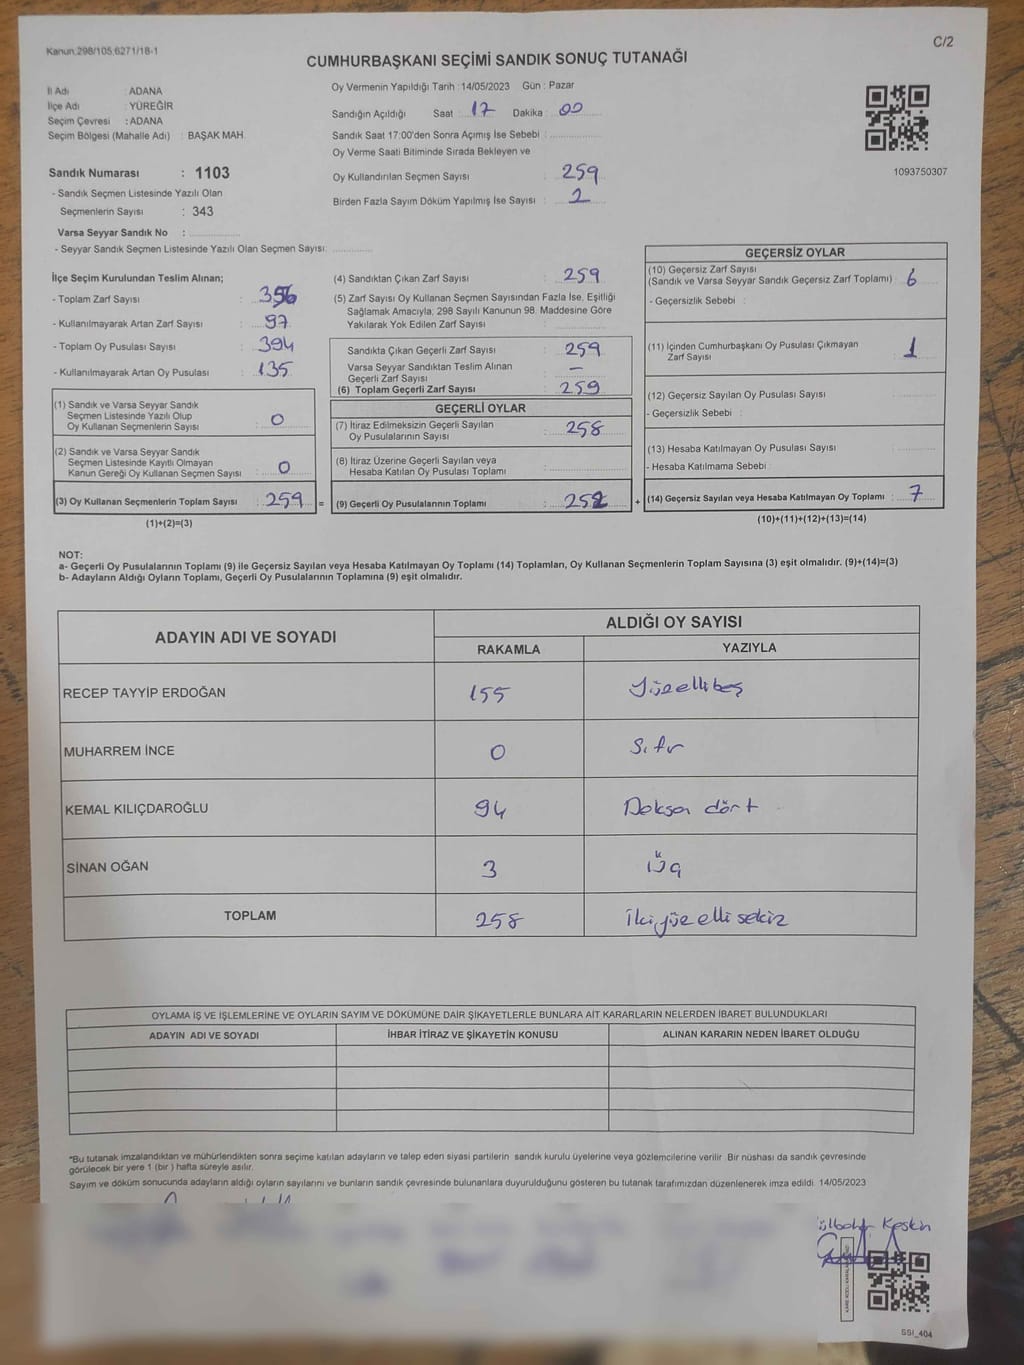 Kanun.298/105,6271/18-1
C/2
CUMHURBAŞKANI SEÇİMİ SANDIK SONUÇ TUTANAĞI
İl Adı : ADANA
İlçe Adı : YÜREĞİR
Seçim Çevresi : ADANA
Seçim Bölgesi (Mahalle Adı) : BAŞAK MAH.
Oy Vermenin Yapıldığı Tarih : 14/05/2023 Gün : Pazar
Sandığın Açıldığı Saat : 17 Dakika : 00
Sandık Saat 17:00'den Sonra Açımış İse Sebebi :
Oy Verme Saati Bitiminde Sırada Bekleyen ve
Oy Kullandırılan Seçmen Sayısı : 259
Birden Fazla Sayım Döküm Yapılmış İse Sayısı : 2
1093750307
Sandık Numarası : 1103
- Sandık Seçmen Listesinde Yazılı Olan
Seçmenlerin Sayısı : 343
Varsa Seyyar Sandık No :
- Seyyar Sandık Seçmen Listesinde Yazılı Olan Seçmen Sayısı:
İlçe Seçim Kurulundan Teslim Alınan;
- Toplam Zarf Sayısı : 356
- Kullanılmayarak Artan Zarf Sayısı : 97
- Toplam Oy Pusulası Sayısı : 394
- Kullanılmayarak Artan Oy Pusulası : 135
(1) Sandık ve Varsa Seyyar Sandık
Seçmen Listesinde Yazılı Olup
Oy Kullanan Seçmenlerin Sayısı : 0
(2) Sandık ve Varsa Seyyar Sandık
Seçmen Listesinde Kayıtlı Olmayan
Kanun Gereği Oy Kullanan Seçmen Sayısı : 0
(3) Oy Kullanan Seçmenlerin Toplam Sayısı : 259 =
(1)+(2)=(3)
(4) Sandıktan Çıkan Zarf Sayısı : 259
(5) Zarf Sayısı Oy Kullanan Seçmen Sayısından Fazla İse, Eşitliği
Sağlamak Amacıyla, 298 Sayılı Kanunun 98. Maddesine Göre
Yakılarak Yok Edilen Zarf Sayısı :
Sandıkta Çıkan Geçerli Zarf Sayısı : 259
Varsa Seyyar Sandıktan Teslim Alınan
Geçerli Zarf Sayısı : –
(6) Toplam Geçerli Zarf Sayısı : 259
GEÇERLİ OYLAR
(7) İtiraz Edilmeksizin Geçerli Sayılan
Oy Pusulalarının Sayısı : 258
(8) İtiraz Üzerine Geçerli Sayılan veya
Hesaba Katılan Oy Pusulası Toplamı :
(9) Geçerli Oy Pusulalarının Toplamı : 252 +
GEÇERSİZ OYLAR
(10) Geçersiz Zarf Sayısı
(Sandık ve Varsa Seyyar Sandık Geçersiz Zarf Toplamı) : 6
- Geçersizlik Sebebi :
(11) İçinden Cumhurbaşkanı Oy Pusulası Çıkmayan
Zarf Sayısı : 1
(12) Geçersiz Sayılan Oy Pusulası Sayısı :
- Geçersizlik Sebebi :
(13) Hesaba Katılmayan Oy Pusulası Sayısı :
- Hesaba Katılmama Sebebi :
(14) Geçersiz Sayılan veya Hesaba Katılmayan Oy Toplamı : 7
(10)+(11)+(12)+(13)=(14)
NOT:
a- Geçerli Oy Pusulalarının Toplamı (9) ile Geçersiz Sayılan veya Hesaba Katılmayan Oy Toplamı (14) Toplamları, Oy Kullanan Seçmenlerin Toplam Sayısına (3) eşit olmalıdır. (9)+(14)=(3)
b- Adayların Aldığı Oyların Toplamı, Geçerli Oy Pusulalarının Toplamına (9) eşit olmalıdır.
ADAYIN ADI VE SOYADI
ALDIĞI OY SAYISI
RAKAMLA YAZIYLA
RECEP TAYYİP ERDOĞAN 155 Yüzellibeş
MUHARREM İNCE 0 Sıfır
KEMAL KILIÇDAROĞLU 94 Doksan dört
SİNAN OĞAN 3 Üç
TOPLAM 258 İkiyüz elli sekiz
OYLAMA İŞ VE İŞLEMLERİNE VE OYLARIN SAYIM VE DÖKÜMÜNE DAİR ŞİKAYETLERLE BUNLARA AİT KARARLARIN NELERDEN İBARET BULUNDUKLARI
ADAYIN ADI VE SOYADI İHBAR İTİRAZ VE ŞİKAYETİN KONUSU ALINAN KARARIN NEDEN İBARET OLDUĞU
*Bu tutanak imzalandıktan ve mühürlendikten sonra seçime katılan adayların ve talep eden siyasi partilerin sandık kurulu üyelerine veya gözlemcilerine verilir. Bir nüshası da sandık çevresinde
görülecek bir yere 1 (bir ) hafta süreyle asılır.
Sayım ve döküm sonucunda adayların aldığı oyların sayılarını ve bunların sandık çevresinde bulunanlara duyurulduğunu gösteren bu tutanak tarafımızdan düzenlenerek imza edildi. 14/05/2023
Keskin
SSI_404